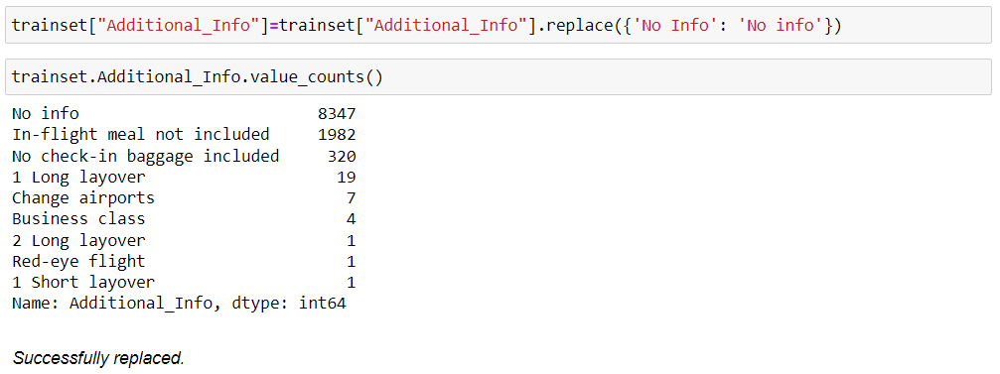 trainset["Additional_Info"]=trainset["Additional_Info"].replace({'No Info': 'No info'})
trainset.Additional_Info.value_counts()
No info                         8347
In-flight meal not included     1982
No check-in baggage included     320
1 Long layover                    19
Change airports                    7
Business class                     4
2 Long layover                     1
Red-eye flight                     1
1 Short layover                    1
Name: Additional_Info, dtype: int64
Successfully replaced.